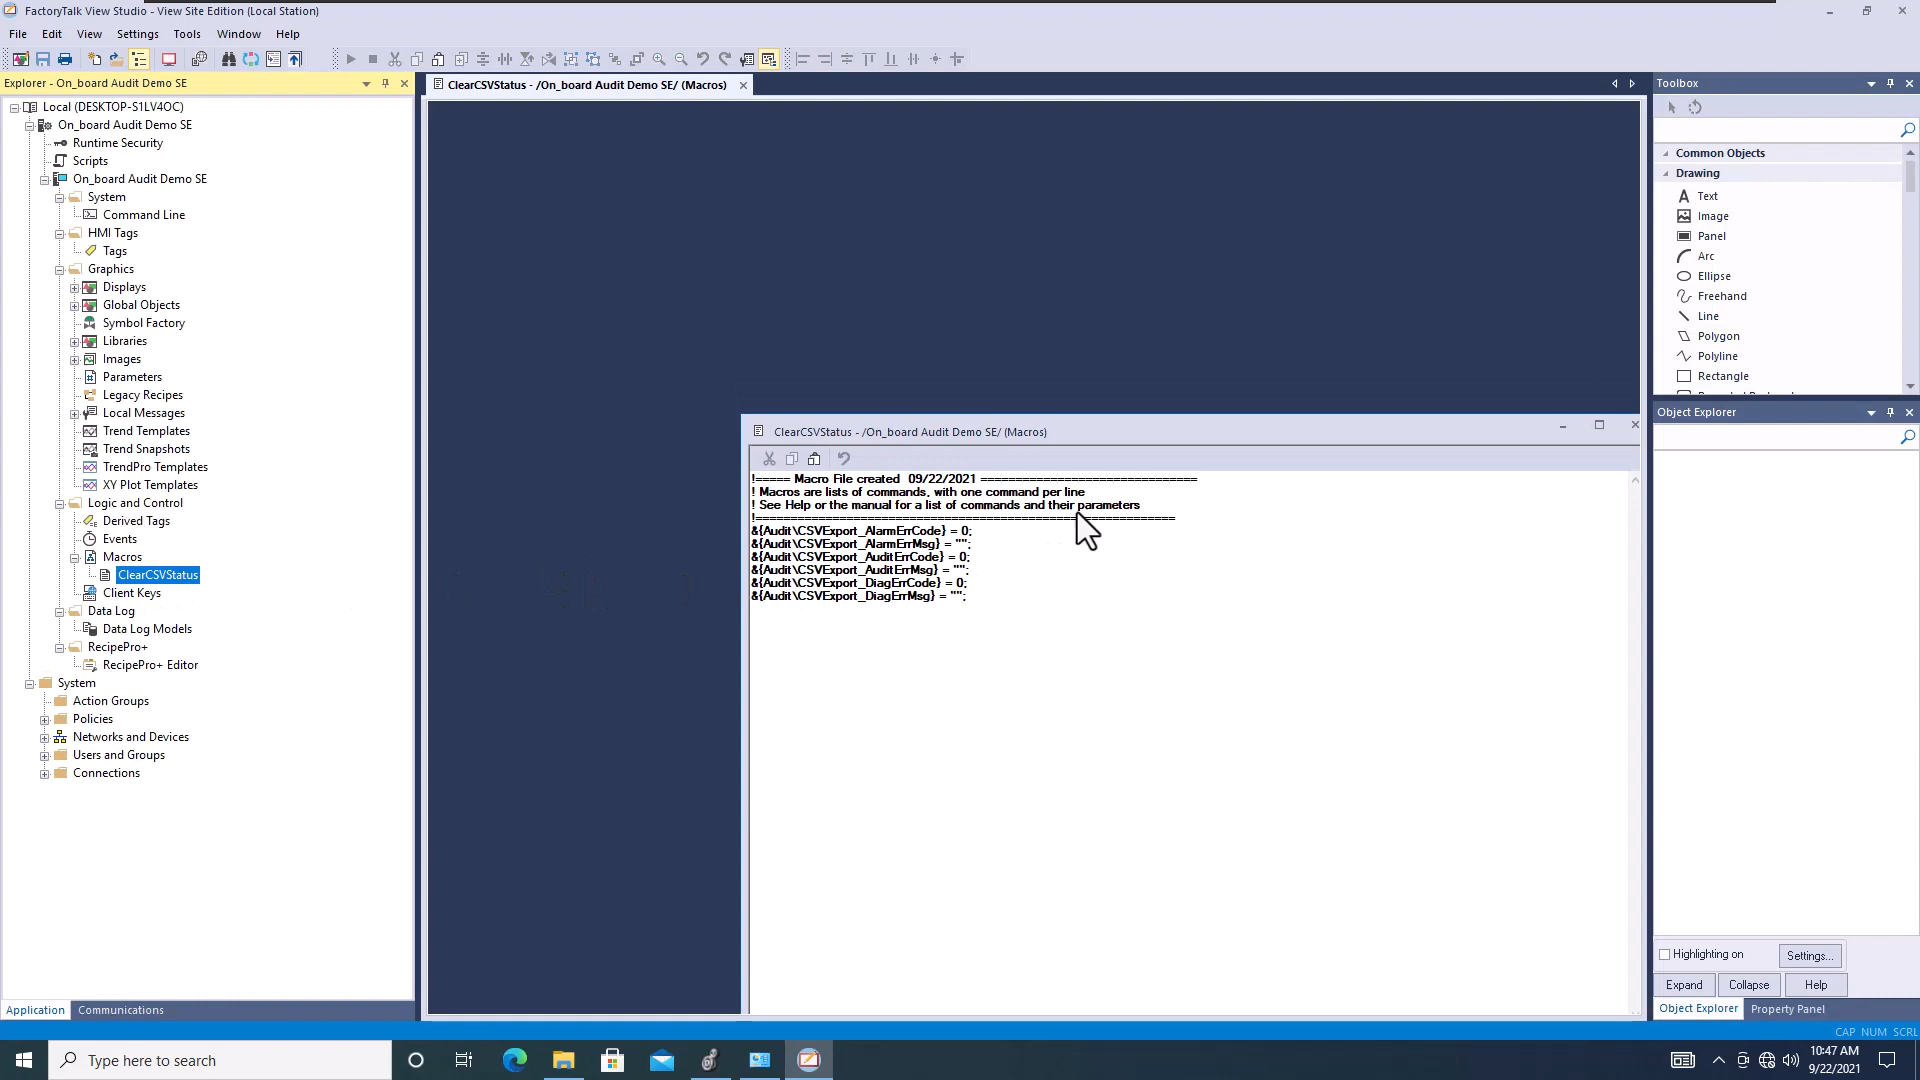 FactoryTalk View Studio - View Site Edition (Local Station)
File Edit View Settings Tools Window Help
Explorer - On_board Audit Demo SE
Local (DESKTOP-S1LV4OC)
On_board Audit Demo SE
Runtime Security
Scripts
On_board Audit Demo SE
System
Command Line
HMI Tags
Tags
Graphics
Displays
Global Objects
Symbol Factory
Libraries
Images
Parameters
Legacy Recipes
Local Messages
Trend Templates
Trend Snapshots
TrendPro Templates
XY Plot Templates
Logic and Control
Derived Tags
Events
Macros
ClearCSVStatus
Client Keys
Data Log
Data Log Models
RecipePro+
RecipePro+ Editor
System
Action Groups
Policies
Networks and Devices
Users and Groups
Connections
Application Communications
ClearCSVStatus - /On_board Audit Demo SE/ (Macros)
ClearCSVStatus - /On_board Audit Demo SE/ (Macros)
!===== Macro File created 09/22/2021 ============================
! Macros are lists of commands, with one command per line
! See Help or the manual for a list of commands and their parameters
!======================================================
&{Audit\CSVExport_AlarmErrCode} = 0;
&{Audit\CSVExport_AlarmErrMsg} = "";
&{Audit\CSVExport_AuditErrCode} = 0;
&{Audit\CSVExport_AuditErrMsg} = "";
&{Audit\CSVExport_DiagErrCode} = 0;
&{Audit\CSVExport_DiagErrMsg} = "";
Toolbox
Common Objects
Drawing
Text
Image
Panel
Arc
Ellipse
Freehand
Line
Polygon
Polyline
Rectangle
Object Explorer
Highlighting on Settings...
Expand Collapse Help
Object Explorer Property Panel
CAP NUM SCRL
Type here to search
10:47 AM
9/22/2021